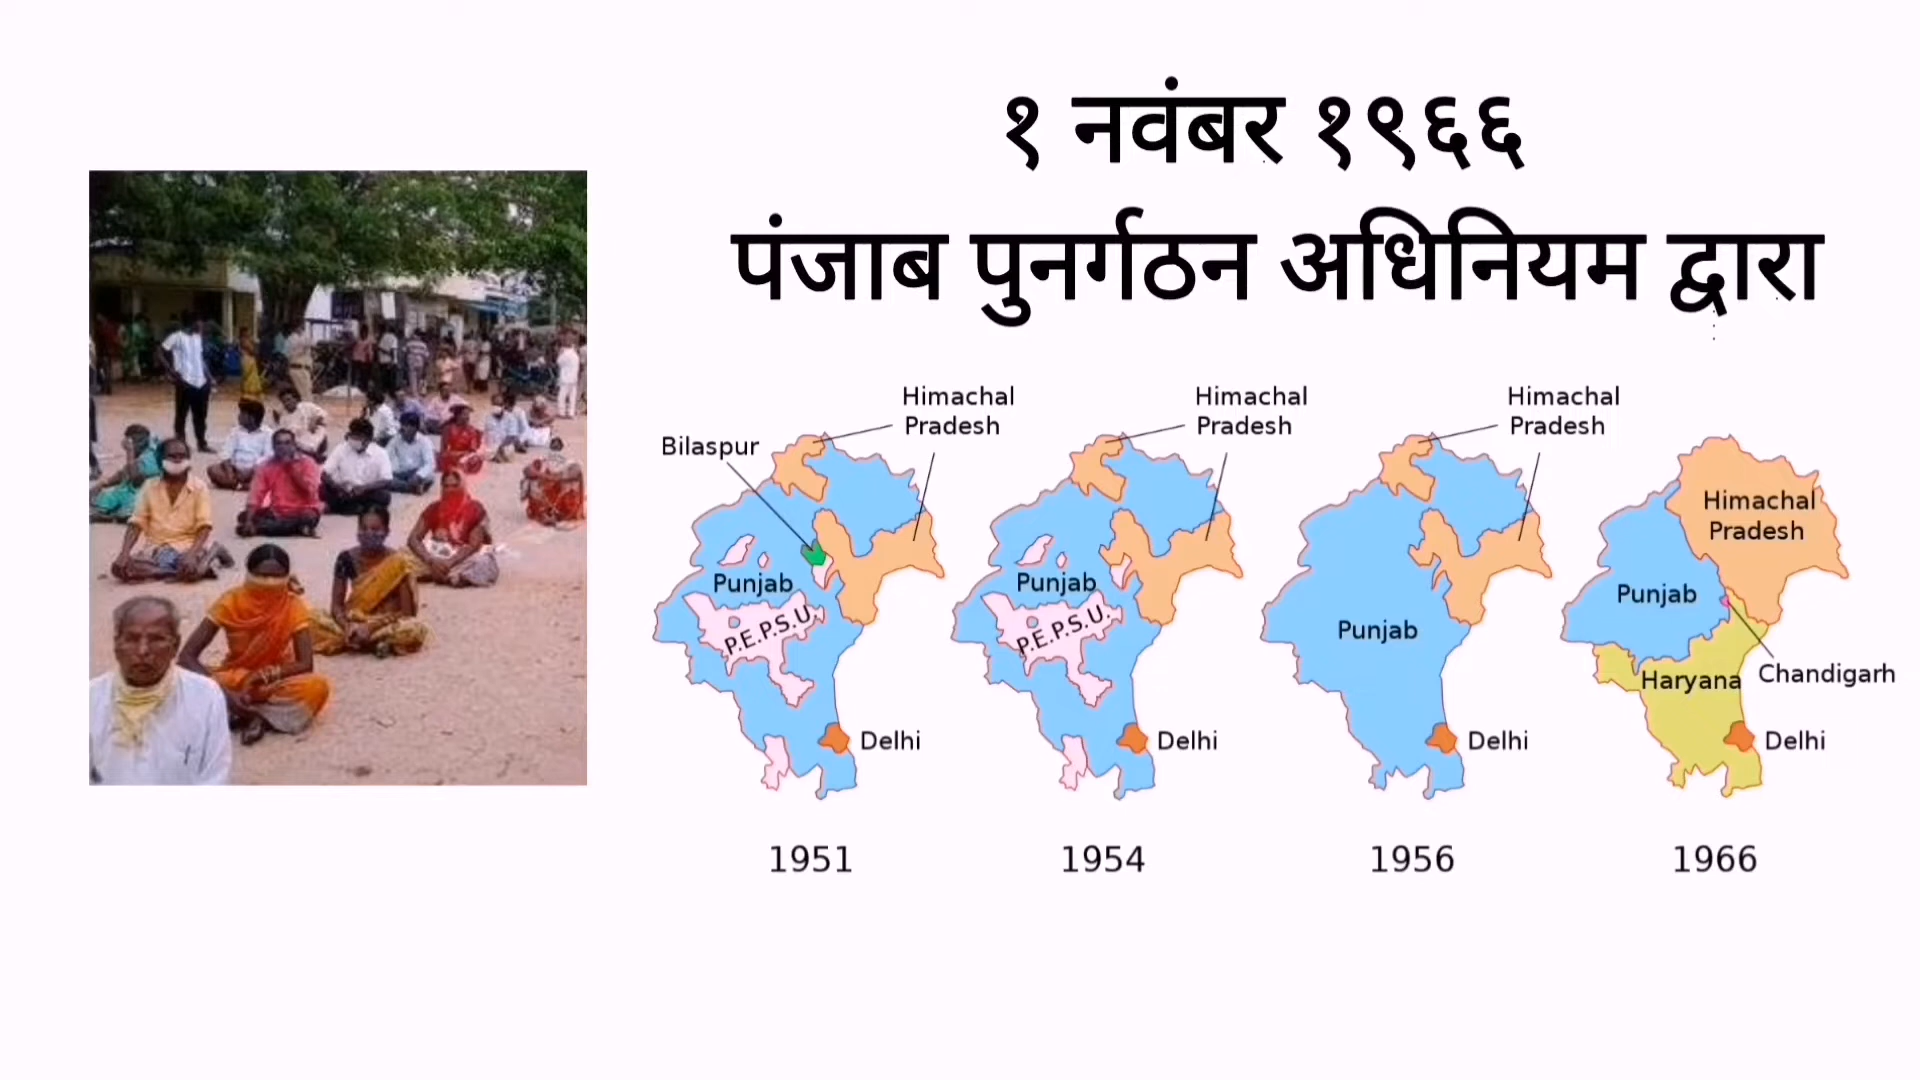 १ नवंबर १९६६
पंजाब पुनर्गठन अधिनियम द्वारा
Himachal
Pradesh
Bilaspur
Punjab
P.E.P.S.U.
Delhi
1951
Himachal
Pradesh
Punjab
P.E.P.S.U.
Delhi
1954
Himachal
Pradesh
Punjab
Delhi
1956
Himachal
Pradesh
Punjab
Haryana
Chandigarh
Delhi
1966